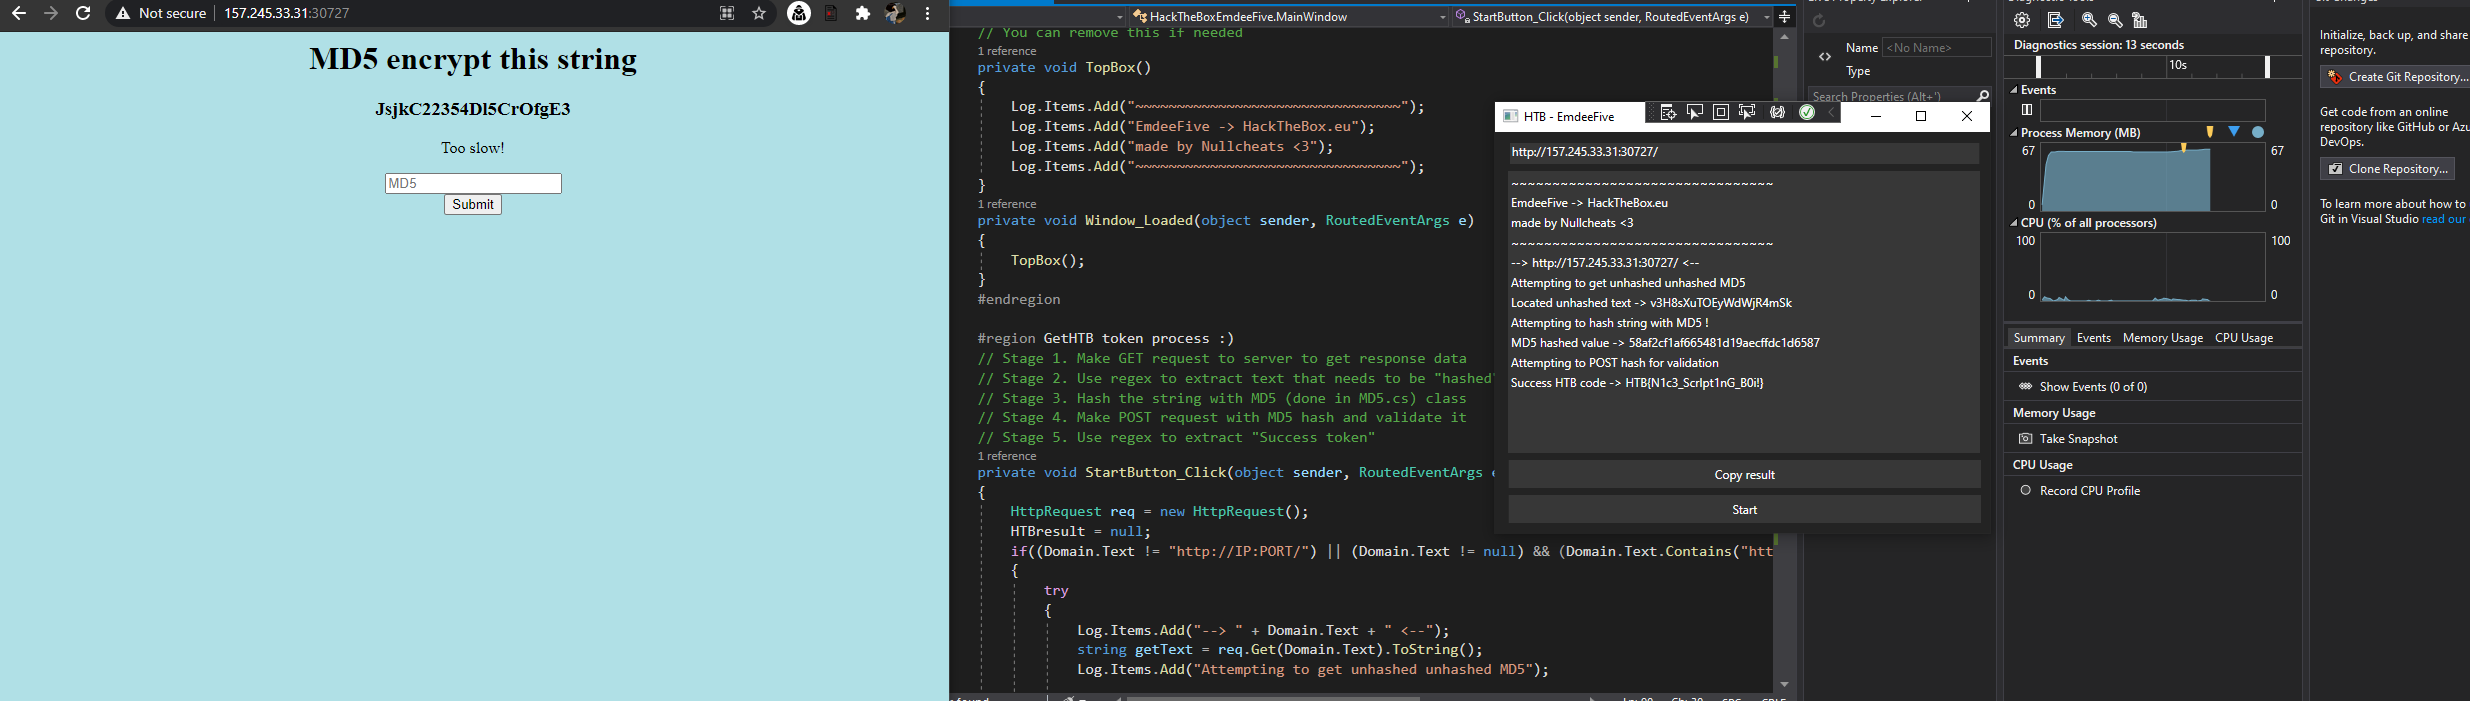 Not secure | 157.245.33.31:30727
MD5 encrypt this string
JsjkC22354Dl5CrOfgE3
Too slow!
MD5
Submit
HackTheBoxEmdeeFive.MainWindow
StartButton_Click(object sender, RoutedEventArgs e)
// You can remove this if needed
1 reference
private void TopBox()
{
Log.Items.Add("~~~~~~~~~~~~~~~~~~~~~~~~~~~~~~~~");
Log.Items.Add("EmdeeFive -> HackTheBox.eu");
Log.Items.Add("made by Nullcheats <3");
Log.Items.Add("~~~~~~~~~~~~~~~~~~~~~~~~~~~~~~~~");
}
1 reference
private void Window_Loaded(object sender, RoutedEventArgs e)
{
TopBox();
}
#endregion
#region GetHTB token process :)
// Stage 1. Make GET request to server to get response data
// Stage 2. Use regex to extract text that needs to be "hashed"
// Stage 3. Hash the string with MD5 (done in MD5.cs) class
// Stage 4. Make POST request with MD5 hash and validate it
// Stage 5. Use regex to extract "Success token"
1 reference
private void StartButton_Click(object sender, RoutedEventArgs e
{
HttpRequest req = new HttpRequest();
HTBresult = null;
if((Domain.Text != "http://IP:PORT/") || (Domain.Text != null) && (Domain.Text.Contains("htt
{
try
{
Log.Items.Add("--> " + Domain.Text + " <--");
string getText = req.Get(Domain.Text).ToString();
Log.Items.Add("Attempting to get unhashed unhashed MD5");
HTB - EmdeeFive
http://157.245.33.31:30727/
~~~~~~~~~~~~~~~~~~~~~~~~~~~~~~~~
EmdeeFive -> HackTheBox.eu
made by Nullcheats <3
~~~~~~~~~~~~~~~~~~~~~~~~~~~~~~~~
--> http://157.245.33.31:30727/ <--
Attempting to get unhashed unhashed MD5
Located unhashed text -> v3H8sXuTOEyWdWjR4mSk
Attempting to hash string with MD5 !
MD5 hashed value -> 58af2cf1af665481d19aecffdc1d6587
Attempting to POST hash for validation
Success HTB code -> HTB{N1c3_ScrIpt1nG_B0i!}
Copy result
Start
Name <No Name>
Type
Search Properties (Alt+')
Diagnostics session: 13 seconds
10s
Events
Process Memory (MB)
67 67
0 0
CPU (% of all processors)
100 100
0 0
Summary Events Memory Usage CPU Usage
Events
Show Events (0 of 0)
Memory Usage
Take Snapshot
CPU Usage
Record CPU Profile
Initialize, back up, and share
repository.
Create Git Repository...
Get code from an online
repository like GitHub or Azu
DevOps.
Clone Repository...
To learn more about how to
Git in Visual Studio read our